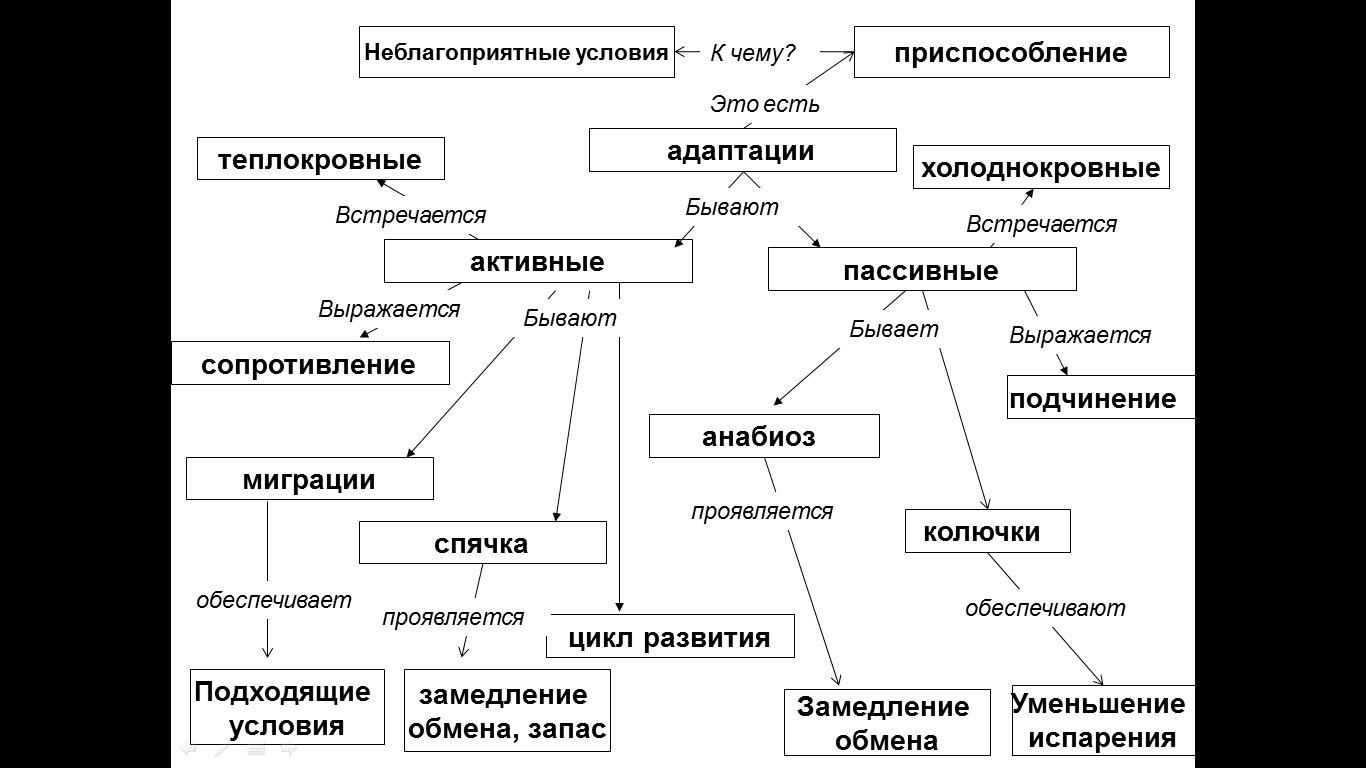 Неблагоприятные условия
К чему?
приспособление
Это есть
адаптации
теплокровные
холоднокровные
Встречается
Бывают
Встречается
активные
пассивные
Выражается
Бывают
Бывает
Выражается
сопротивление
подчинение
анабиоз
миграции
проявляется
колючки
спячка
обеспечивает
проявляется
обеспечивают
цикл развития
Подходящие
условия
замедление
обмена, запас
Замедление
обмена
Уменьшение
испарения